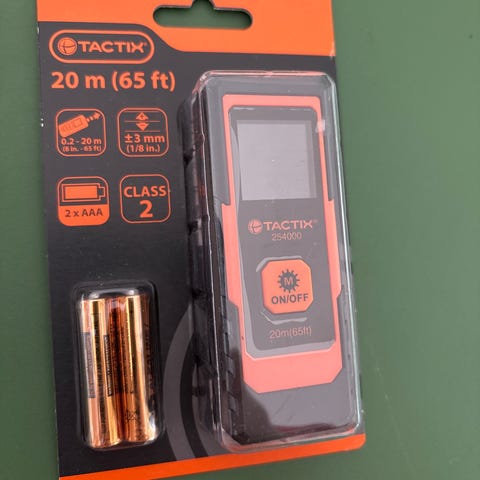 TACTIX®
20 m (65 ft)
0.2 - 20 m
(6 in. - 65 ft)
±3 mm
(1/8 in.)
2 x AAA
CLASS
2
TACTIX®
254000
M
ON/OFF
20m(65ft)